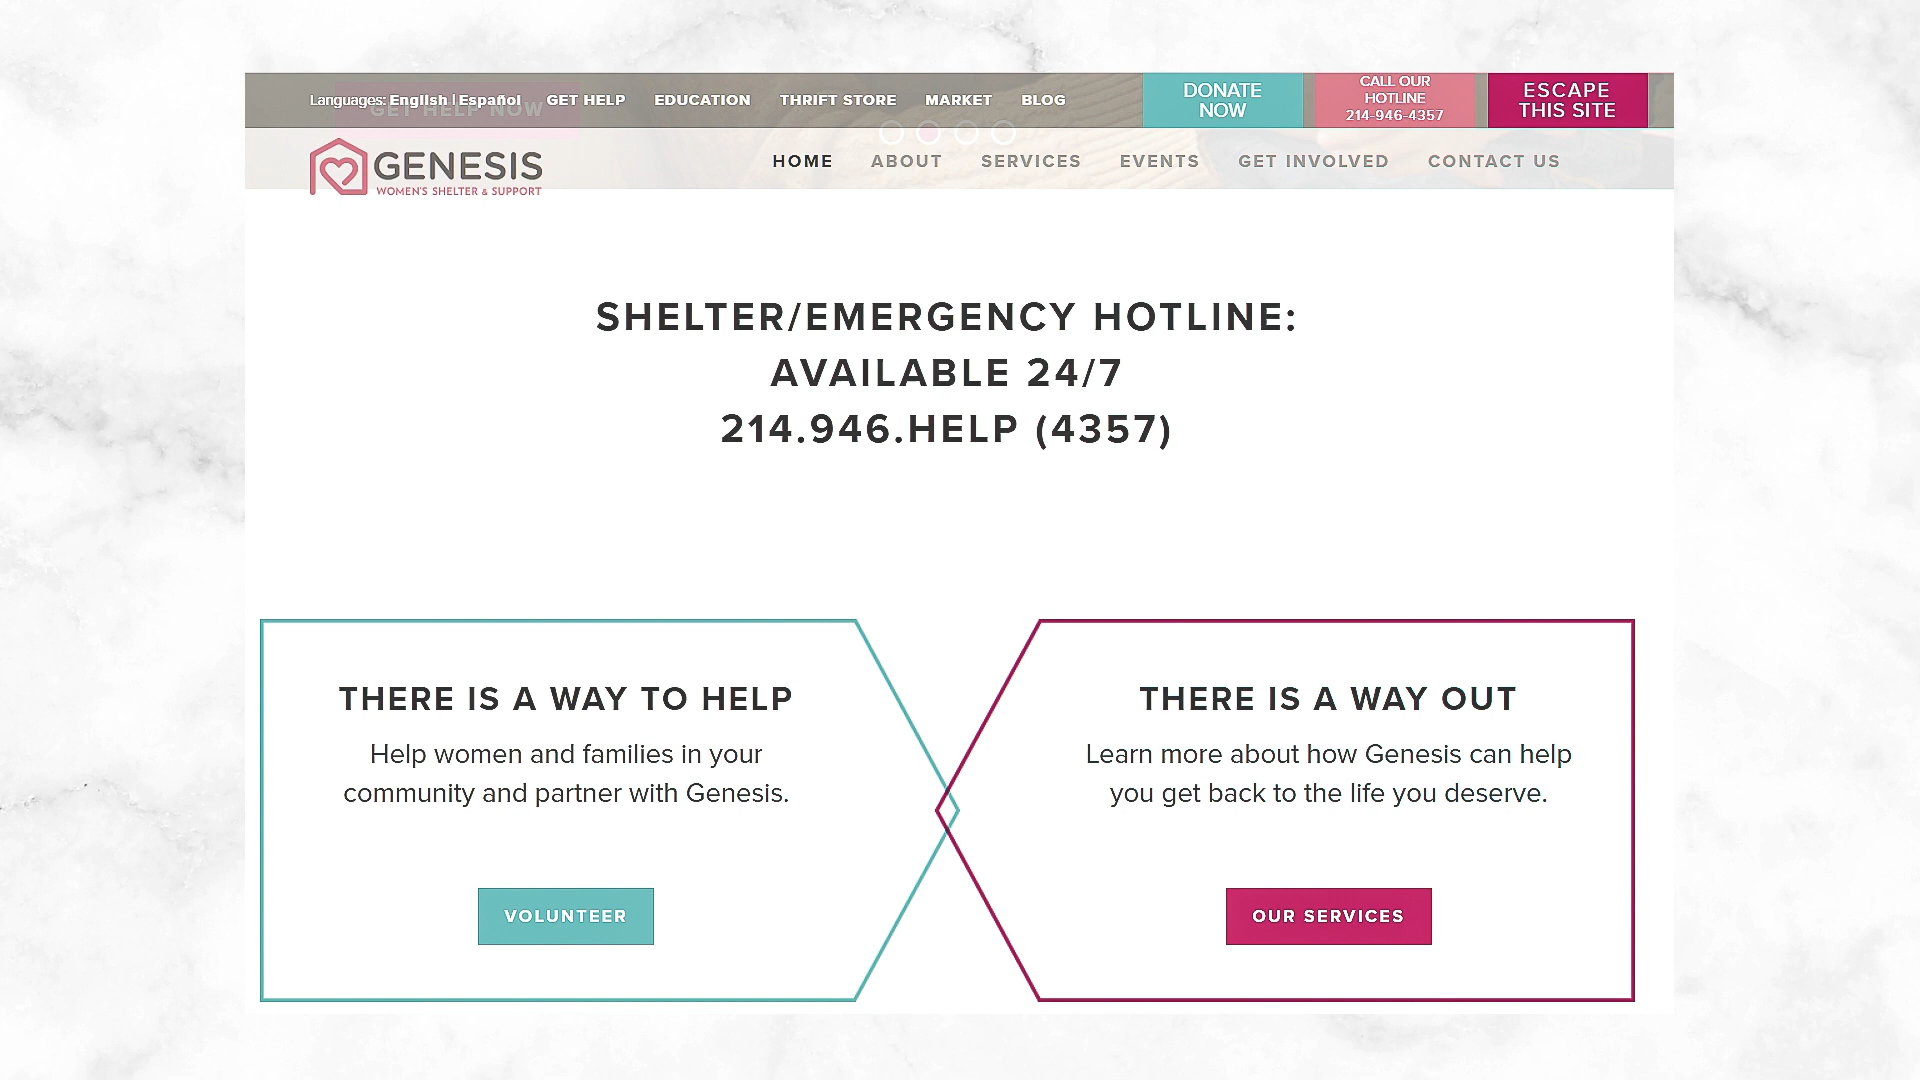 Languages: English | Español GET HELP EDUCATION THRIFT STORE MARKET BLOG
GET HELP NOW
DONATE
NOW
CALL OUR
HOTLINE
214-946-4357
ESCAPE
THIS SITE
GENESIS
WOMEN'S SHELTER & SUPPORT
HOME ABOUT SERVICES EVENTS GET INVOLVED CONTACT US
SHELTER/EMERGENCY HOTLINE:
AVAILABLE 24/7
214.946.HELP (4357)
THERE IS A WAY TO HELP
Help women and families in your
community and partner with Genesis.
VOLUNTEER
THERE IS A WAY OUT
Learn more about how Genesis can help
you get back to the life you deserve.
OUR SERVICES